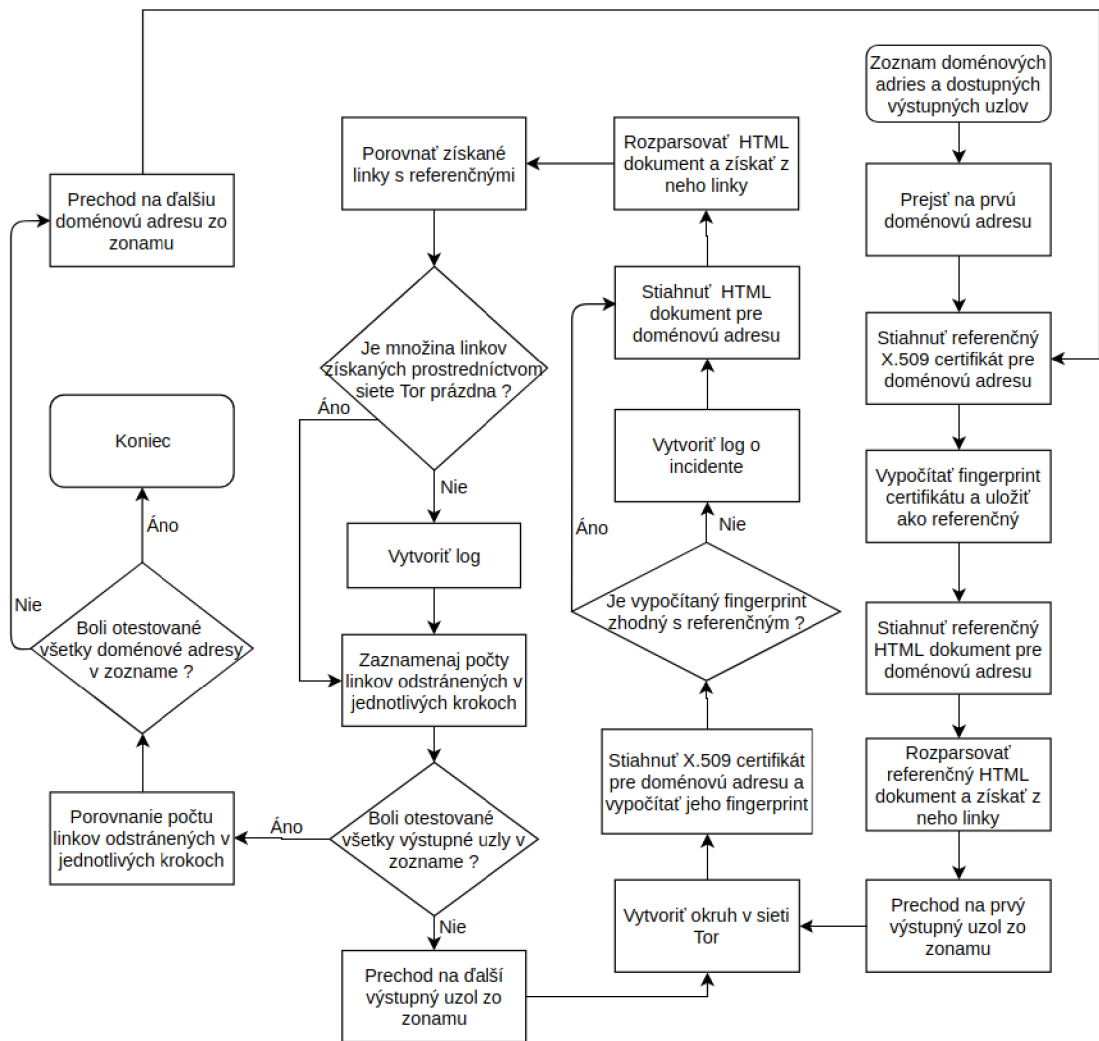 Zoznam doménových
adries a dostupných
výstupných uzlov
Prejsť na prvú
doménovú adresu
Stiahnuť referenčný
X.509 certifikát pre
doménovú adresu
Vypočítať fingerprint
certifikátu a uložiť
ako referenčný
Stiahnuť referenčný
HTML dokument pre
doménovú adresu
Rozparsovať
referenčný HTML
dokument a získať z
neho linky
Prechod na prvý
výstupný uzol zo
zonamu
Vytvoriť okruh v sieti
Tor
Stiahnuť X.509 certifikát
pre doménovú adresu a
vypočítať jeho fingerprint
Je vypočítaný fingerprint
zhodný s referenčným ?
Áno
Nie
Vytvoriť log o
incidente
Stiahnuť HTML
dokument pre
doménovú adresu
Rozparsovať HTML
dokument a získať z
neho linky
Porovnať získané
linky s referenčnými
Je množina linkov
získaných prostredníctvom
siete Tor prázdna ?
Áno
Nie
Vytvoriť log
Zaznamenaj počty
linkov odstránených v
jednotlivých krokoch
Boli otestované
všetky výstupné uzly v
zozname ?
Áno
Nie
Prechod na ďalší
výstupný uzol zo
zonamu
Porovnanie počtu
linkov odstránených v
jednotlivých krokoch
Boli otestované
všetky doménové adresy
v zozname ?
Nie
Áno
Koniec
Prechod na ďalšiu
doménovú adresu zo
zonamu